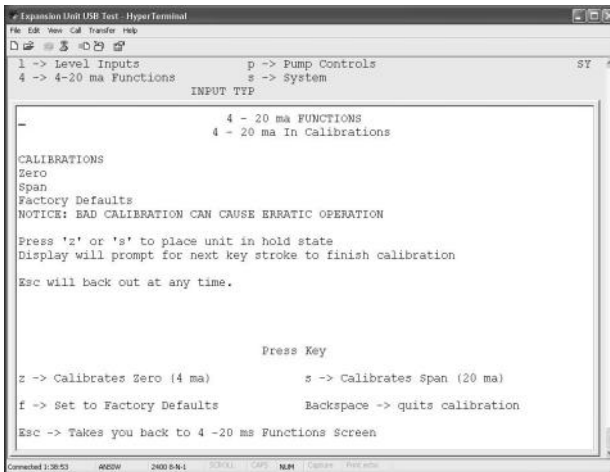 Expansion Unit USB Test - HyperTerminal
File Edit View Call Transfer Help
l -> Level Inputs p -> Pump Controls SY
4 -> 4-20 ma Functions s -> System
INPUT TYP
4 - 20 ma FUNCTIONS
4 - 20 ma In Calibrations
CALIBRATIONS
Zero
Span
Factory Defaults
NOTICE: BAD CALIBRATION CAN CAUSE ERRATIC OPERATION
Press 'z' or 's' to place unit in hold state
Display will prompt for next key stroke to finish calibration
Esc will back out at any time.
Press Key
z -> Calibrates Zero (4 ma) s -> Calibrates Span (20 ma)
f -> Set to Factory Defaults Backspace -> quits calibration
Esc -> Takes you back to 4 -20 ms Functions Screen
Connected 1:38:53 ANSIW 2400 8-N-1 SCROLL CAPS NUM Capture Print echo